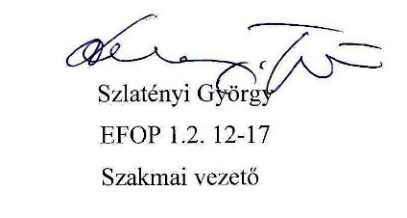 Szlatényi György
EFOP 1.2. 12-17
Szakmai vezető